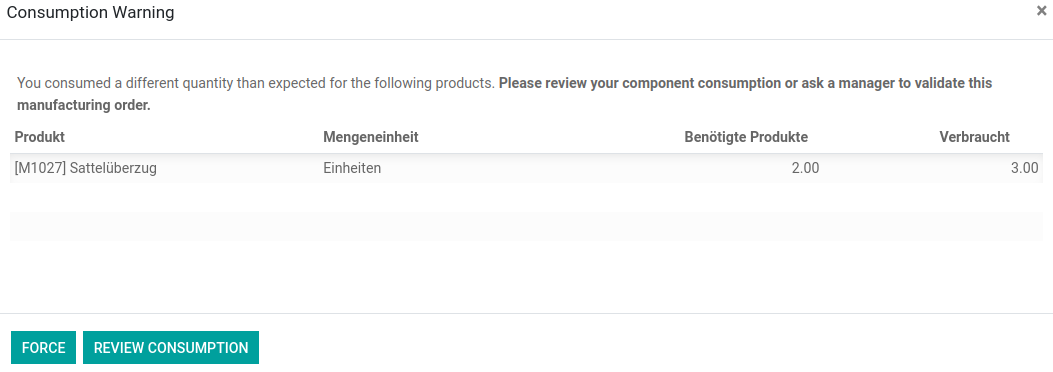 Consumption Warning ×
You consumed a different quantity than expected for the following products. Please review your component consumption or ask a manager to validate this
manufacturing order.
Produkt Mengeneinheit Benötigte Produkte Verbraucht
[M1027] Sattelüberzug Einheiten 2.00 3.00
FORCE REVIEW CONSUMPTION